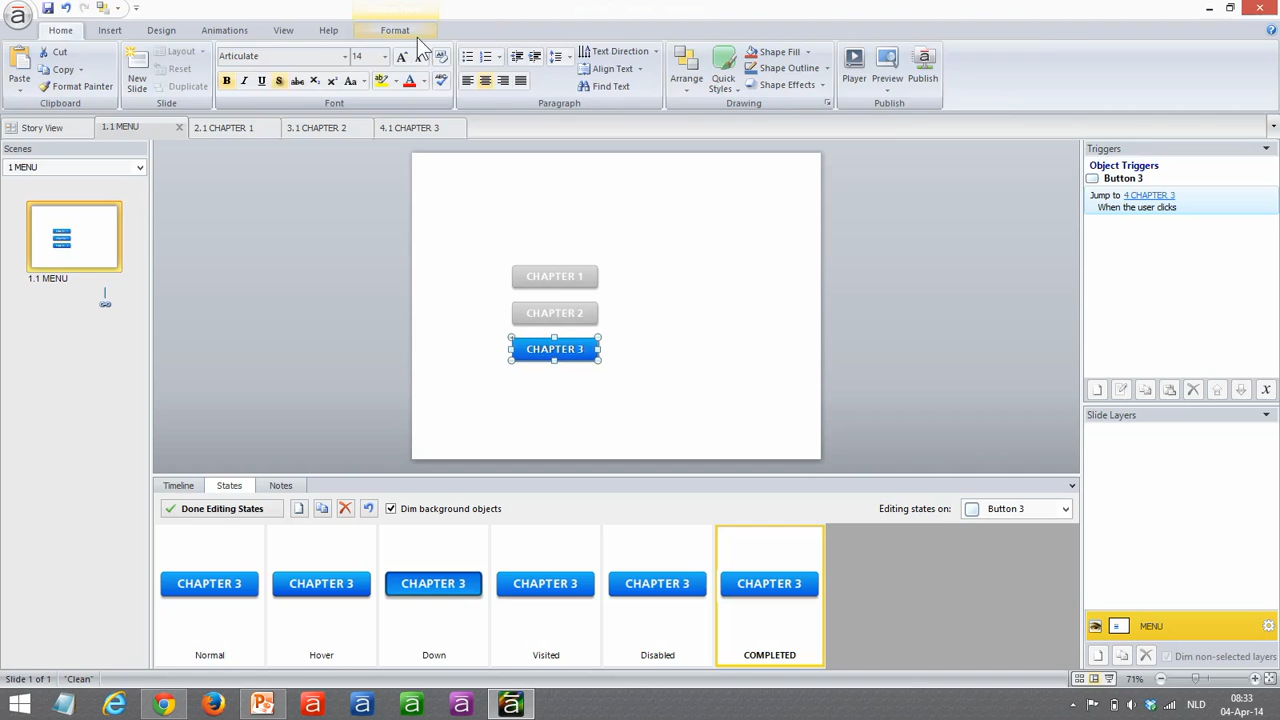 Home Insert Design Animations View Help Format
Paste Cut Copy Format Painter
New Slide Layout Reset Duplicate
Articulate 14
B I U S abc Aa A
Text Direction Align Text Find Text
Arrange Quick Styles Shape Fill Shape Outline Shape Effects
Player Preview Publish
Clipboard Slide Font Paragraph Drawing Publish
Story View 1.1 MENU 2.1 CHAPTER 1 3.1 CHAPTER 2 4.1 CHAPTER 3
Scenes
1 MENU
1.1 MENU
CHAPTER 1
CHAPTER 2
CHAPTER 3
Triggers
Object Triggers
Button 3
Jump to 4 CHAPTER 3
When the user clicks
Slide Layers
MENU
Dim non-selected layers
Timeline States Notes
Done Editing States Dim background objects Editing states on: Button 3
CHAPTER 3 CHAPTER 3 CHAPTER 3 CHAPTER 3 CHAPTER 3 CHAPTER 3
Normal Hover Down Visited Disabled COMPLETED
Slide 1 of 1 "Clean" 71%
NLD
08:33
04-Apr-14